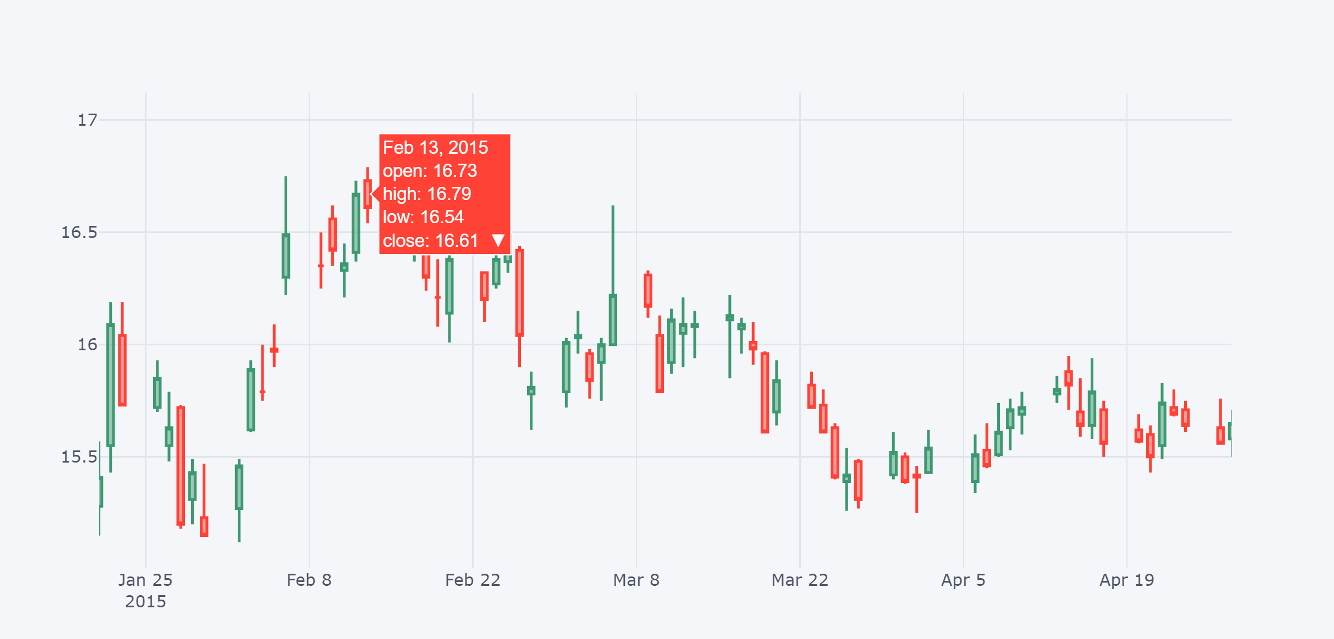 17
16.5
16
15.5
Feb 13, 2015
open: 16.73
high: 16.79
low: 16.54
close: 16.61 ▼
Jan 25
2015
Feb 8
Feb 22
Mar 8
Mar 22
Apr 5
Apr 19